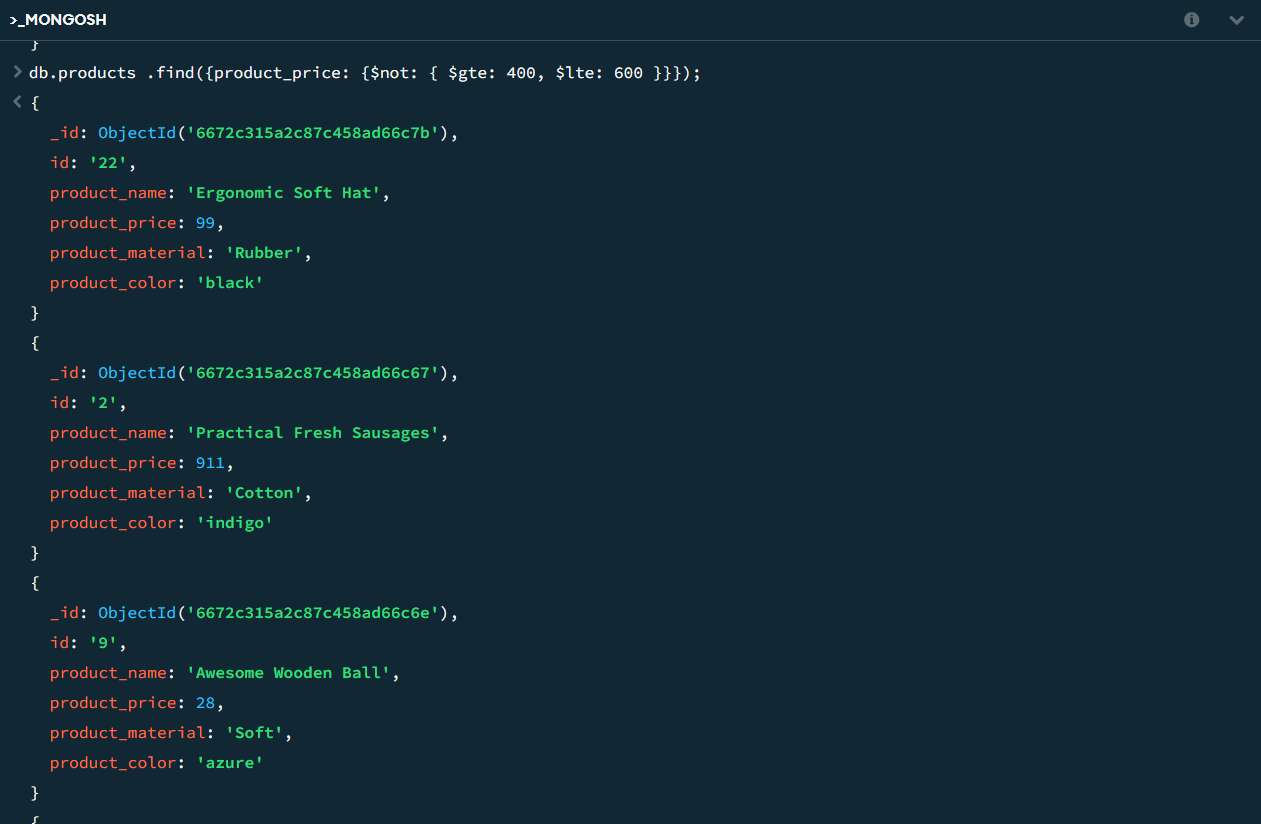 >_MONGOSH
}
> db.products .find({product_price: {$not: { $gte: 400, $lte: 600 }}});
< {
_id: ObjectId('6672c315a2c87c458ad66c7b'),
id: '22',
product_name: 'Ergonomic Soft Hat',
product_price: 99,
product_material: 'Rubber',
product_color: 'black'
}
{
_id: ObjectId('6672c315a2c87c458ad66c67'),
id: '2',
product_name: 'Practical Fresh Sausages',
product_price: 911,
product_material: 'Cotton',
product_color: 'indigo'
}
{
_id: ObjectId('6672c315a2c87c458ad66c6e'),
id: '9',
product_name: 'Awesome Wooden Ball',
product_price: 28,
product_material: 'Soft',
product_color: 'azure'
}
{